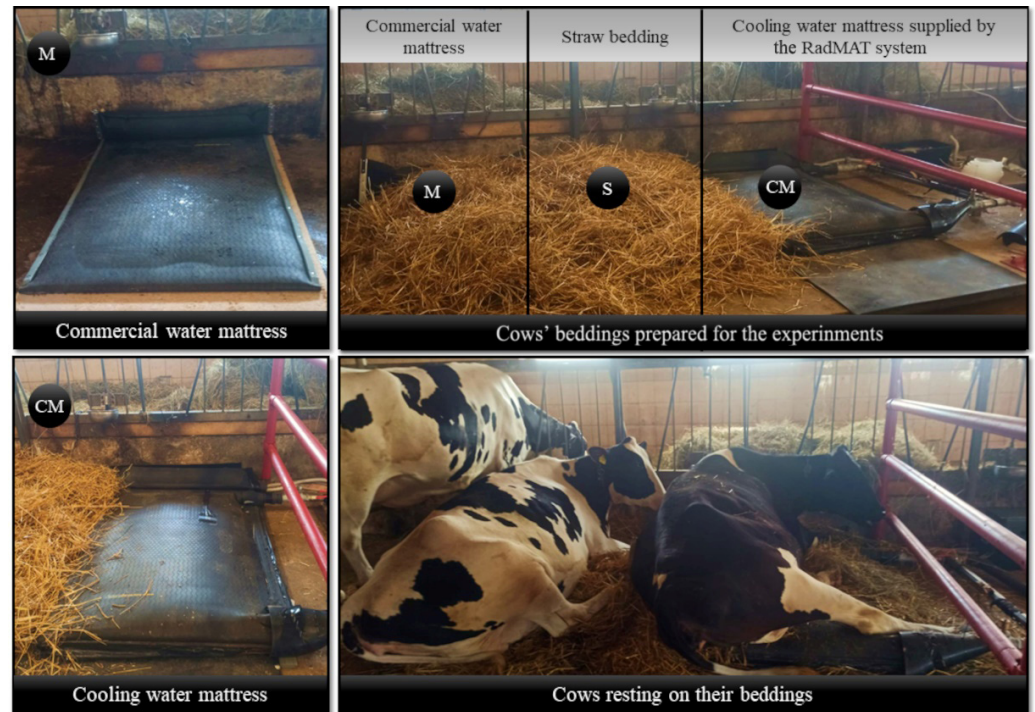 M
Commercial water mattress
Commercial water
mattress
Straw bedding
Cooling water mattress supplied by
the RadMAT system
M
S
CM
Cows’ beddings prepared for the experiments
CM
Cooling water mattress
Cows resting on their beddings